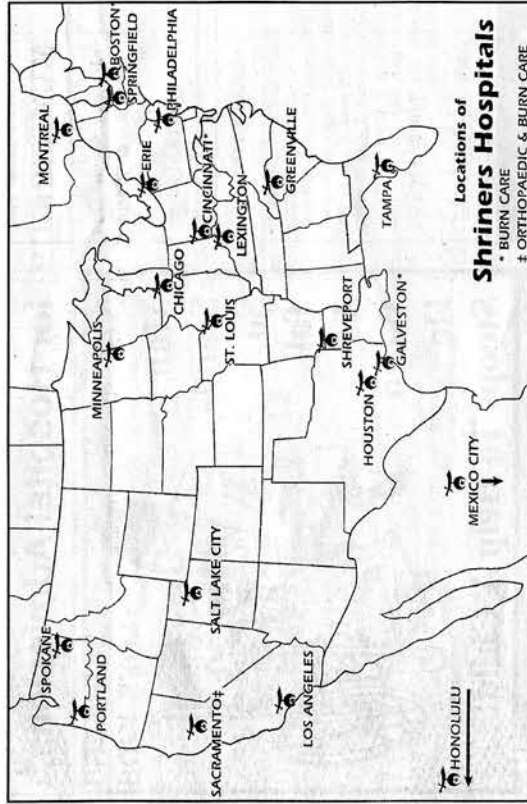 MONTREAL
BOSTON*
SPRINGFIELD
PHILADELPHIA
ERIE
CINCINNATI*
LEXINGTON
GREENVILLE
TAMPA
CHICAGO
MINNEAPOLIS
ST. LOUIS
SHREVEPORT
GALVESTON*
HOUSTON
MEXICO CITY
SPOKANE
PORTLAND
SALT LAKE CITY
SACRAMENTO‡
LOS ANGELES
HONOLULU
Locations of
Shriners Hospitals
* BURN CARE
‡ ORTHOPAEDIC & BURN CARE